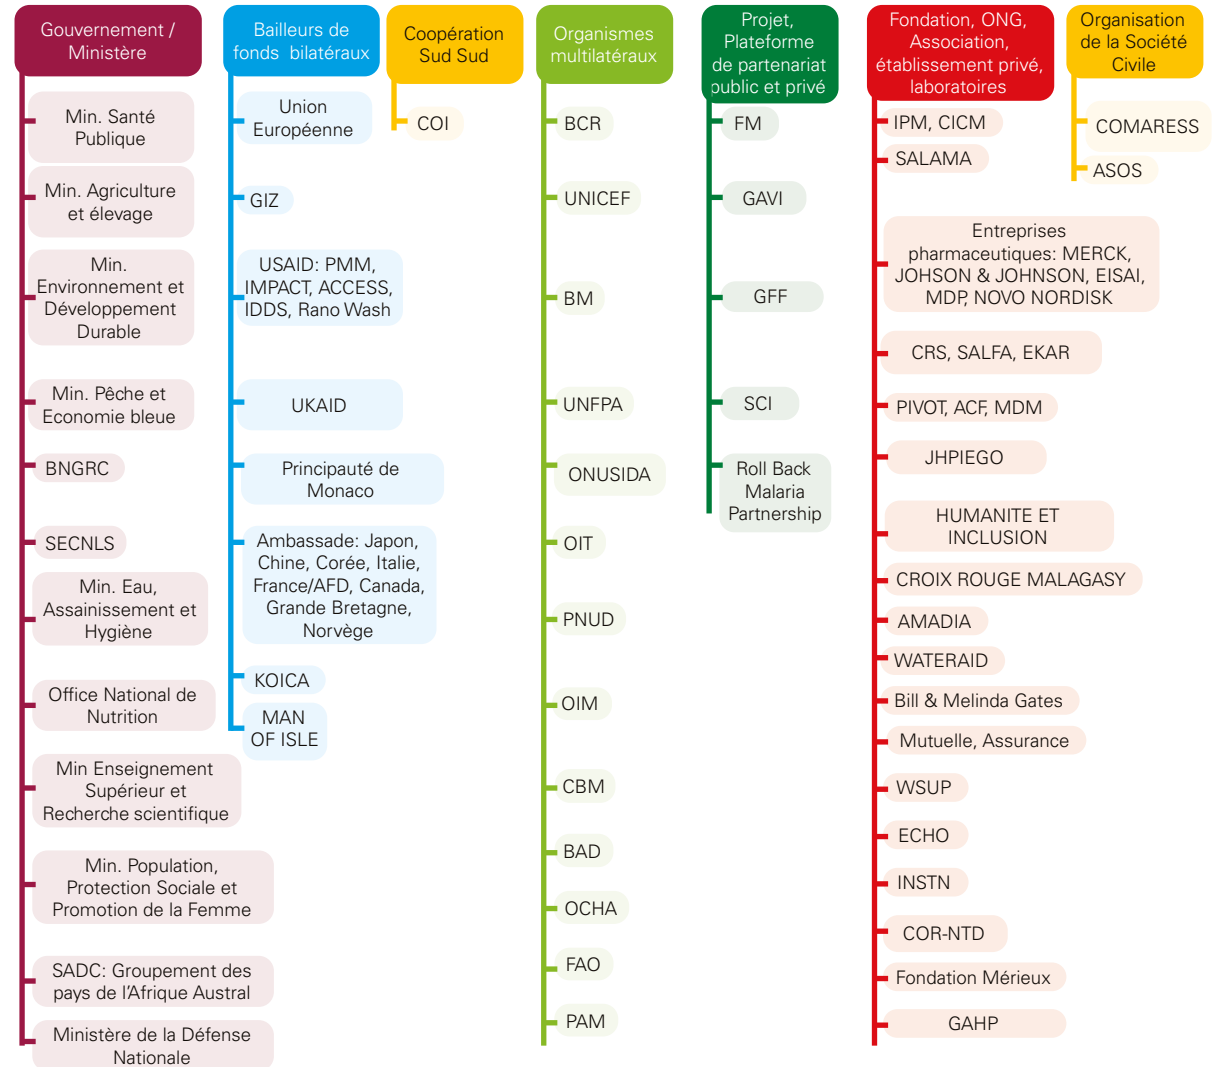 Gouvernement /
Ministère
Min. Santé
Publique
Min. Agriculture
et élevage
Min.
Environnement et
Développement
Durable
Min. Pêche et
Economie bleue
BNGRC
SECNLS
Min. Eau,
Assainissement et
Hygiène
Office National de
Nutrition
Min Enseignement
Supérieur et
Recherche scientifique
Min. Population,
Protection Sociale et
Promotion de la Femme
SADC: Groupement des
pays de l'Afrique Austral
Ministère de la Défense
Nationale
Bailleurs de
fonds bilatéraux
Union
Européenne
GIZ
USAID: PMM,
IMPACT, ACCESS,
IDDS, Rano Wash
UKAID
Principauté de
Monaco
Ambassade: Japon,
Chine, Corée, Italie,
France/AFD, Canada,
Grande Bretagne,
Norvège
KOICA
MAN
OF ISLE
Coopération
Sud Sud
COI
Organismes
multilatéraux
BCR
UNICEF
BM
UNFPA
ONUSIDA
OIT
PNUD
OIM
CBM
BAD
OCHA
FAO
PAM
Projet,
Plateforme
de partenariat
public et privé
FM
GAVI
GFF
SCI
Roll Back
Malaria
Partnership
Fondation, ONG,
Association,
établissement privé,
laboratoires
IPM, CICM
SALAMA
Entreprises
pharmaceutiques: MERCK,
JOHSON & JOHNSON, EISAI,
MDP, NOVO NORDISK
CRS, SALFA, EKAR
PIVOT, ACF, MDM
JHPIEGO
HUMANITE ET
INCLUSION
CROIX ROUGE MALAGASY
AMADIA
WATERAID
Bill & Melinda Gates
Mutuelle, Assurance
WSUP
ECHO
INSTN
COR-NTD
Fondation Mérieux
GAHP
Organisation
de la Société
Civile
COMARESS
ASOS